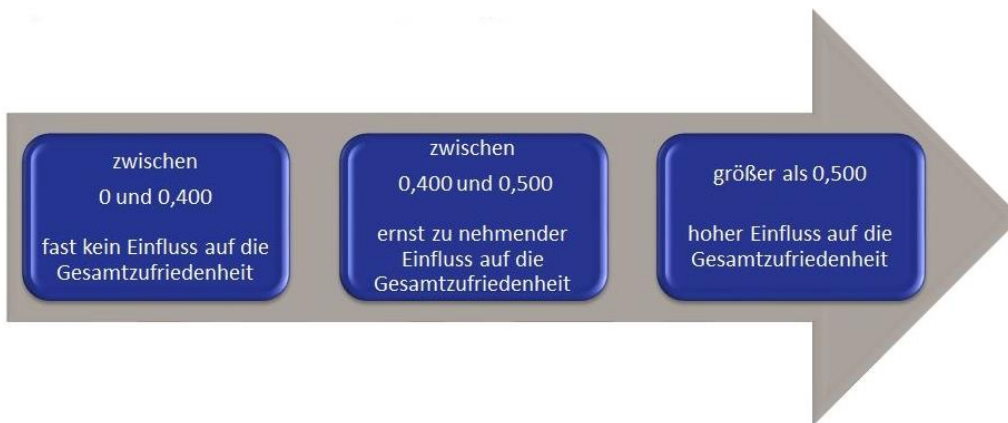 zwischen
0 und 0,400
fast kein Einfluss auf die
Gesamtzufriedenheit
zwischen
0,400 und 0,500
ernst zu nehmender
Einfluss auf die
Gesamtzufriedenheit
größer als 0,500
hoher Einfluss auf die
Gesamtzufriedenheit